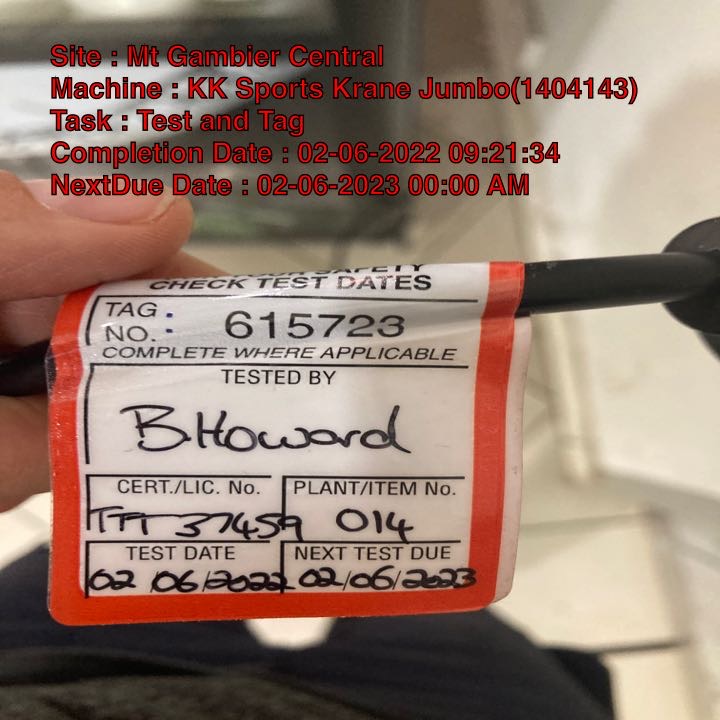 Site : Mt Gambier Central
Machine : KK Sports Krane Jumbo(1404143)
Task : Test and Tag
Completion Date : 02-06-2022 09:21:34
NextDue Date : 02-06-2023 00:00 AM
YOUR SAFETY
CHECK TEST DATES
TAG NO. : 615723
COMPLETE WHERE APPLICABLE
TESTED BY
B.Howard
CERT./LIC. No. PLANT/ITEM No.
TFT 37459 014
TEST DATE NEXT TEST DUE
02/06/2022 02/06/2023